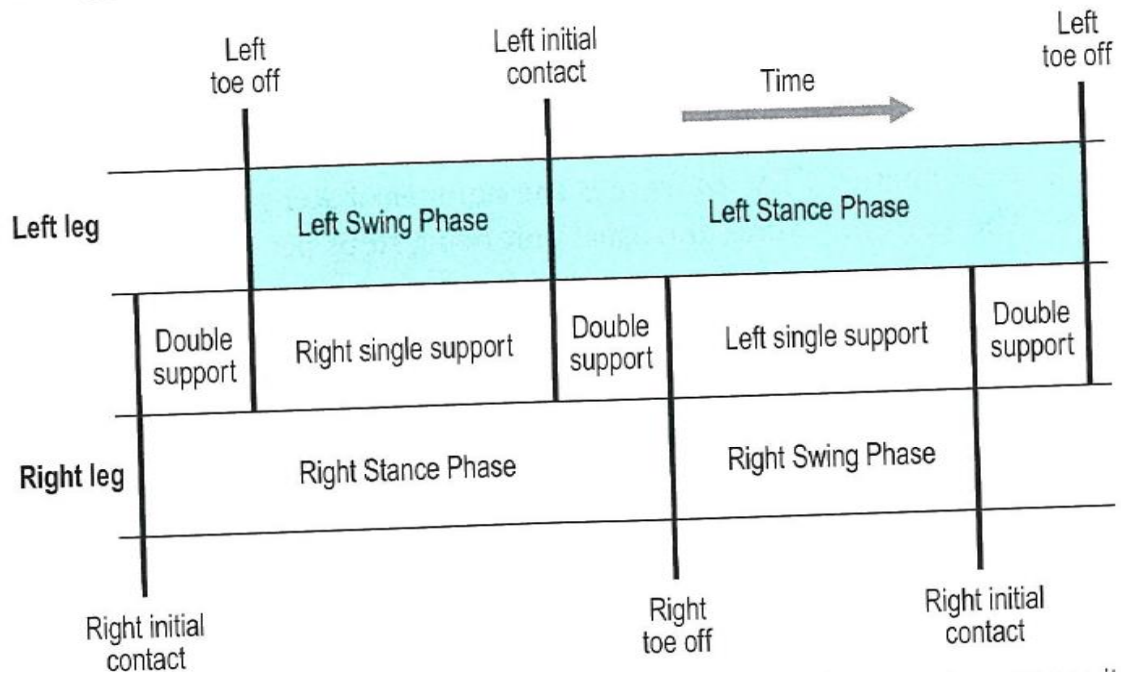 Left
toe off
Left initial
contact
Left
toe off
Time
Left leg
Left Swing Phase
Left Stance Phase
Double
support
Right single support
Double
support
Left single support
Double
support
Right leg
Right Stance Phase
Right Swing Phase
Right initial
contact
Right
toe off
Right initial
contact